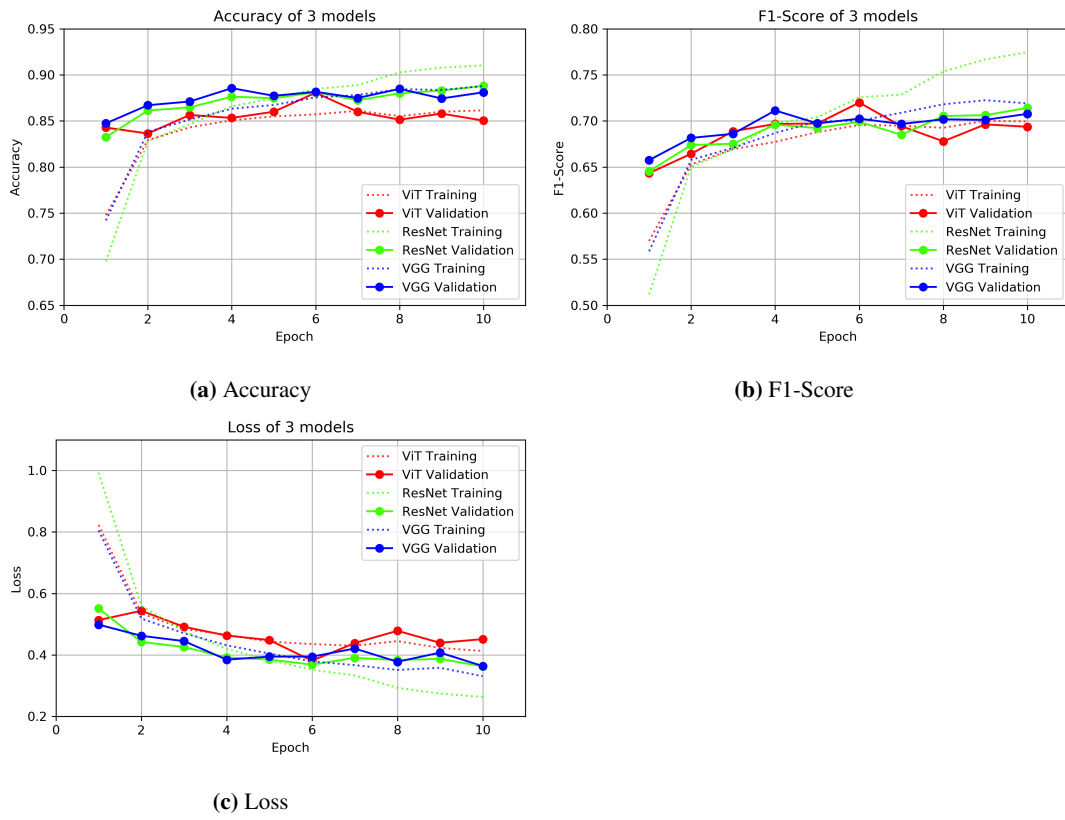 Accuracy of 3 models
0.95
0.90
0.85
0.80
0.75
0.70
0.65
Accuracy
ViT Training
ViT Validation
ResNet Training
ResNet Validation
VGG Training
VGG Validation
0 2 4 6 8 10
Epoch
(a) Accuracy
F1-Score of 3 models
0.80
0.75
0.70
0.65
0.60
0.55
0.50
F1-Score
ViT Training
ViT Validation
ResNet Training
ResNet Validation
VGG Training
VGG Validation
0 2 4 6 8 10
Epoch
(b) F1-Score
Loss of 3 models
1.0
0.8
0.6
0.4
0.2
Loss
ViT Training
ViT Validation
ResNet Training
ResNet Validation
VGG Training
VGG Validation
0 2 4 6 8 10
Epoch
(c) Loss